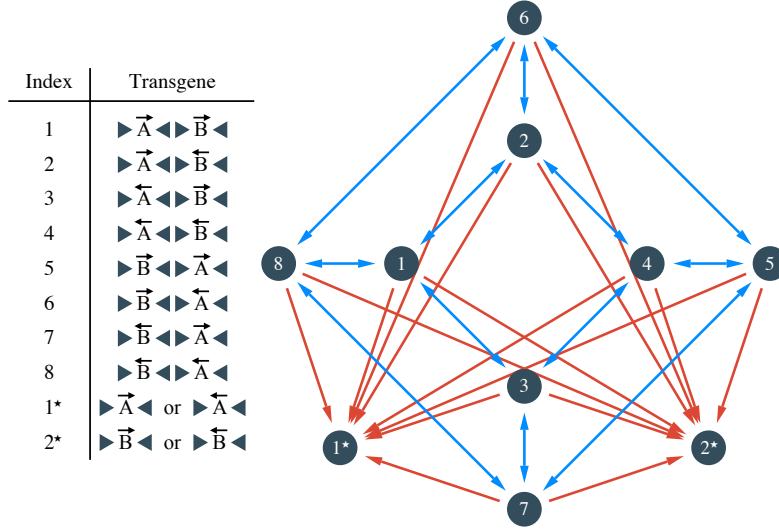 Index Transgene
1 ▶ A⃗ ◀▶ B⃗ ◀
2 ▶ A⃗ ◀▶ B⃖ ◀
3 ▶ A⃖ ◀▶ B⃗ ◀
4 ▶ A⃖ ◀▶ B⃖ ◀
5 ▶ B⃗ ◀▶ A⃗ ◀
6 ▶ B⃗ ◀▶ A⃖ ◀
7 ▶ B⃖ ◀▶ A⃗ ◀
8 ▶ B⃖ ◀▶ A⃖ ◀
1★ ▶ A⃗ ◀ or ▶ A⃖ ◀
2★ ▶ B⃗ ◀ or ▶ B⃖ ◀
6
2
8 1 4 5
3
1★ 2★
7